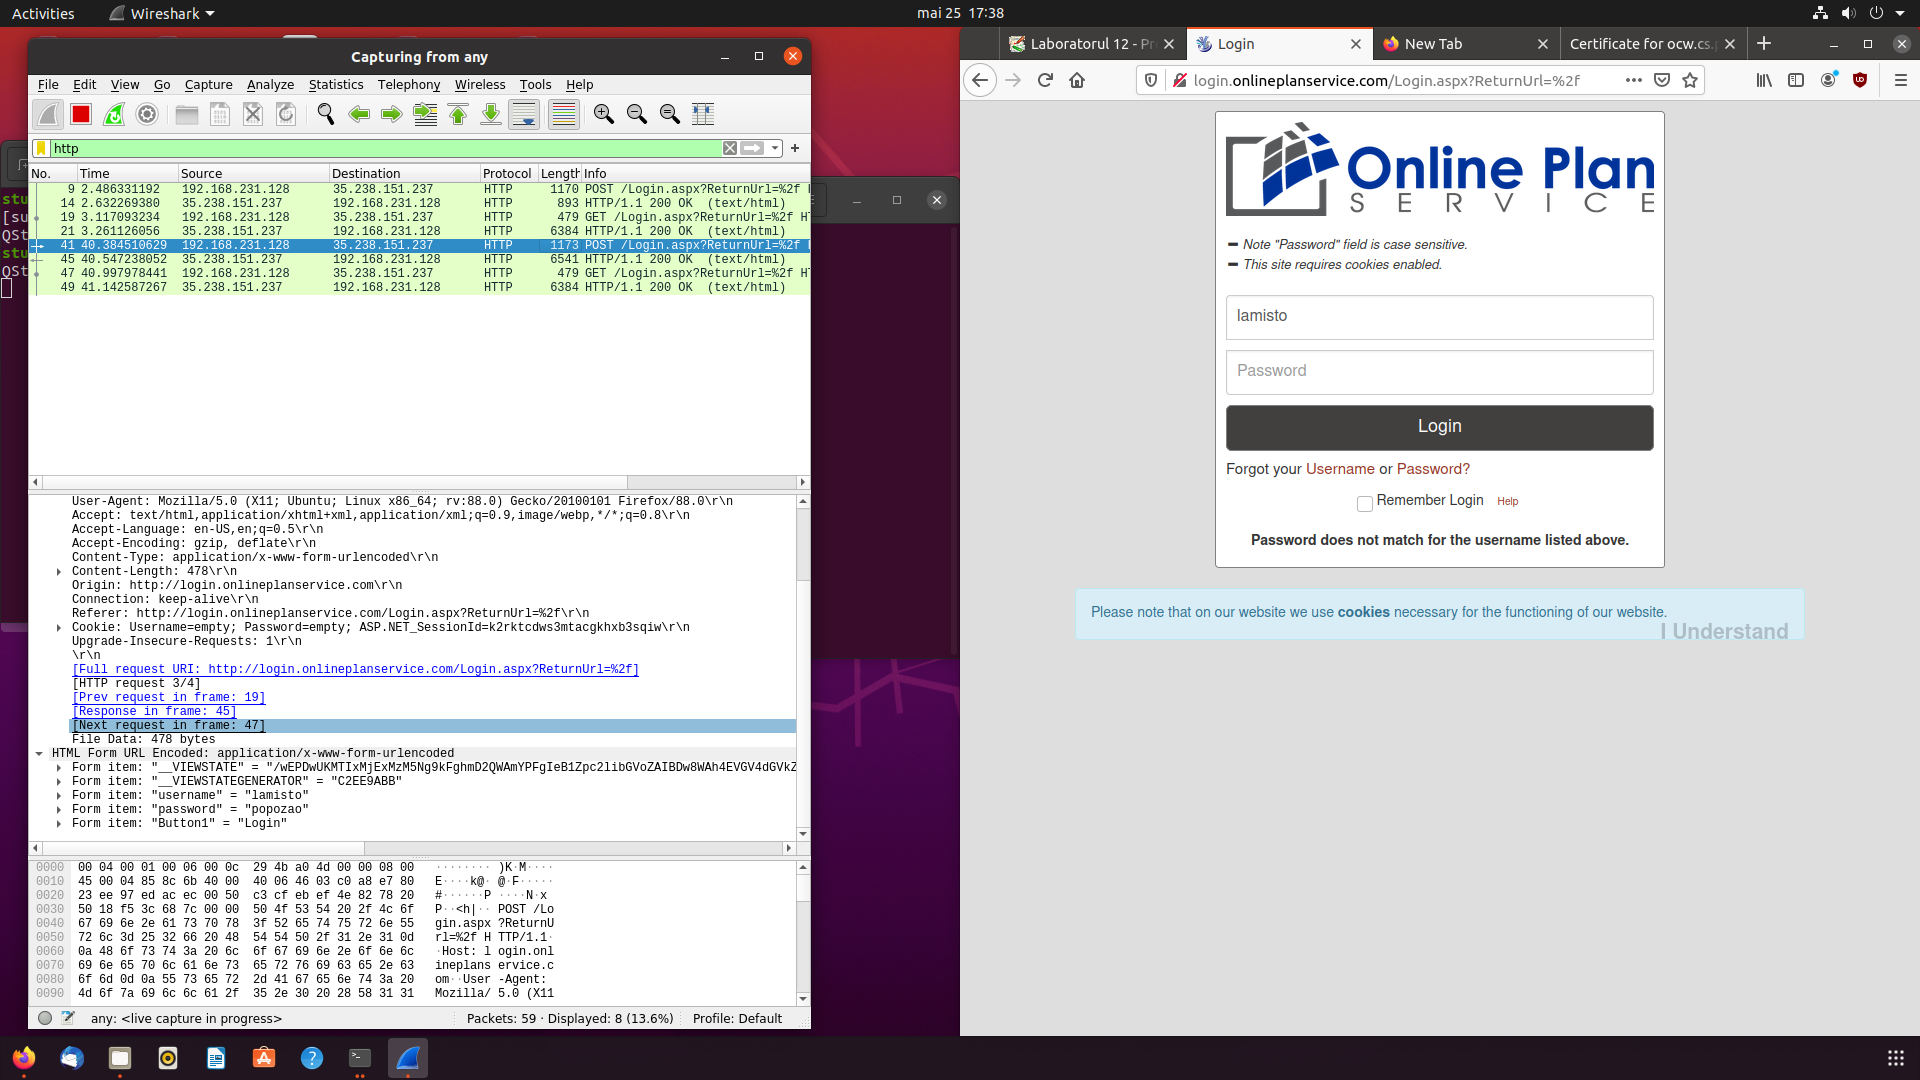 Activities
Wireshark
mai 25 17:38
Capturing from any
File Edit View Go Capture Analyze Statistics Telephony Wireless Tools Help
http
No. Time Source Destination Protocol Length Info
9 2.486331192 192.168.231.128 35.238.151.237 HTTP 1170 POST /Login.aspx?ReturnUrl=%2f
14 2.632269380 35.238.151.237 192.168.231.128 HTTP 893 HTTP/1.1 200 OK (text/html)
19 3.117093234 192.168.231.128 35.238.151.237 HTTP 479 GET /Login.aspx?ReturnUrl=%2f HT
21 3.261126056 35.238.151.237 192.168.231.128 HTTP 6384 HTTP/1.1 200 OK (text/html)
41 40.384510629 192.168.231.128 35.238.151.237 HTTP 1173 POST /Login.aspx?ReturnUrl=%2f
45 40.547238052 35.238.151.237 192.168.231.128 HTTP 6541 HTTP/1.1 200 OK (text/html)
47 40.997978441 192.168.231.128 35.238.151.237 HTTP 479 GET /Login.aspx?ReturnUrl=%2f HT
49 41.142587267 35.238.151.237 192.168.231.128 HTTP 6384 HTTP/1.1 200 OK (text/html)
User-Agent: Mozilla/5.0 (X11; Ubuntu; Linux x86_64; rv:88.0) Gecko/20100101 Firefox/88.0\r\n
Accept: text/html,application/xhtml+xml,application/xml;q=0.9,image/webp,*/*;q=0.8\r\n
Accept-Language: en-US,en;q=0.5\r\n
Accept-Encoding: gzip, deflate\r\n
Content-Type: application/x-www-form-urlencoded\r\n
Content-Length: 478\r\n
Origin: http://login.onlineplanservice.com\r\n
Connection: keep-alive\r\n
Referer: http://login.onlineplanservice.com/Login.aspx?ReturnUrl=%2f\r\n
Cookie: Username=empty; Password=empty; ASP.NET_SessionId=k2rktcdws3mtacgkhxb3sqiw\r\n
Upgrade-Insecure-Requests: 1\r\n
\r\n
[Full request URI: http://login.onlineplanservice.com/Login.aspx?ReturnUrl=%2f]
[HTTP request 3/4]
[Prev request in frame: 19]
[Response in frame: 45]
[Next request in frame: 47]
File Data: 478 bytes
HTML Form URL Encoded: application/x-www-form-urlencoded
Form item: "__VIEWSTATE" = "/wEPDwUKMTIxMjExMzM5Ng9kFghmD2QWAmYPFgIeB1Zpc2libGVoZAIBDw8WAh4EVGV4dGVkZ
Form item: "__VIEWSTATEGENERATOR" = "C2EE9ABB"
Form item: "username" = "lamisto"
Form item: "password" = "popozao"
Form item: "Button1" = "Login"
0000 00 04 00 01 00 06 00 0c 29 4b a0 4d 00 00 08 00 ········ )K·M····
0010 45 00 04 85 8c 6b 40 00 40 06 46 03 c0 a8 e7 80 E····k@· @·F·····
0020 23 ee 97 ed ac ec 00 50 c3 cf eb ef 4e 82 78 20 #······P ····N·x
0030 50 18 f5 3c 68 7c 00 00 50 4f 53 54 20 2f 4c 6f P··<h|·· POST /Lo
0040 67 69 6e 2e 61 73 70 78 3f 52 65 74 75 72 6e 55 gin.aspx ?ReturnU
0050 72 6c 3d 25 32 66 20 48 54 54 50 2f 31 2e 31 0d rl=%2f H TTP/1.1·
0060 0a 48 6f 73 74 3a 20 6c 6f 67 69 6e 2e 6f 6e 6c ·Host: l ogin.onl
0070 69 6e 65 70 6c 61 6e 73 65 72 76 69 63 65 2e 63 ineplans ervice.c
0080 6f 6d 0d 0a 55 73 65 72 2d 41 67 65 6e 74 3a 20 om··User -Agent:
0090 4d 6f 7a 69 6c 6c 61 2f 35 2e 30 20 28 58 31 31 Mozilla/ 5.0 (X11
any: <live capture in progress>
Packets: 59 · Displayed: 8 (13.6%)
Profile: Default
stu
[su
QSt
stu
QSt
Laboratorul 12 - Pr
Login
New Tab
Certificate for ocw.cs.p
login.onlineplanservice.com/Login.aspx?ReturnUrl=%2f
Online Plan
SERVICE
Note "Password" field is case sensitive.
This site requires cookies enabled.
lamisto
Password
Login
Forgot your Username or Password?
Remember Login Help
Password does not match for the username listed above.
Please note that on our website we use cookies necessary for the functioning of our website.
I Understand